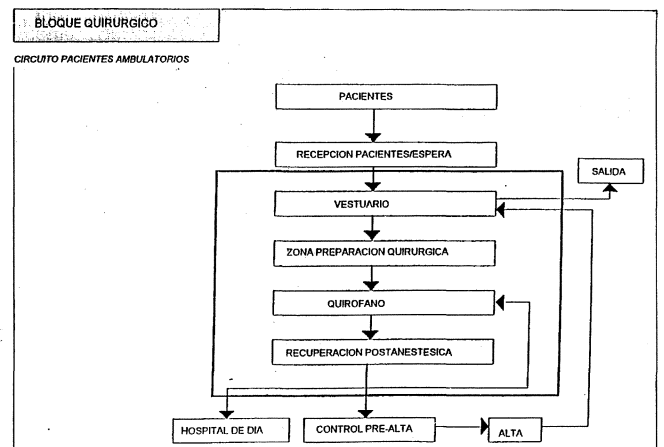 BLOQUE QUIRURGICO
CIRCUITO PACIENTES AMBULATORIOS
PACIENTES
RECEPCION PACIENTES/ESPERA
SALIDA
VESTUARIO
ZONA PREPARACION QUIRURGICA
QUIROFANO
RECUPERACION POSTANESTESICA
HOSPITAL DE DIA
CONTROL PRE-ALTA
ALTA